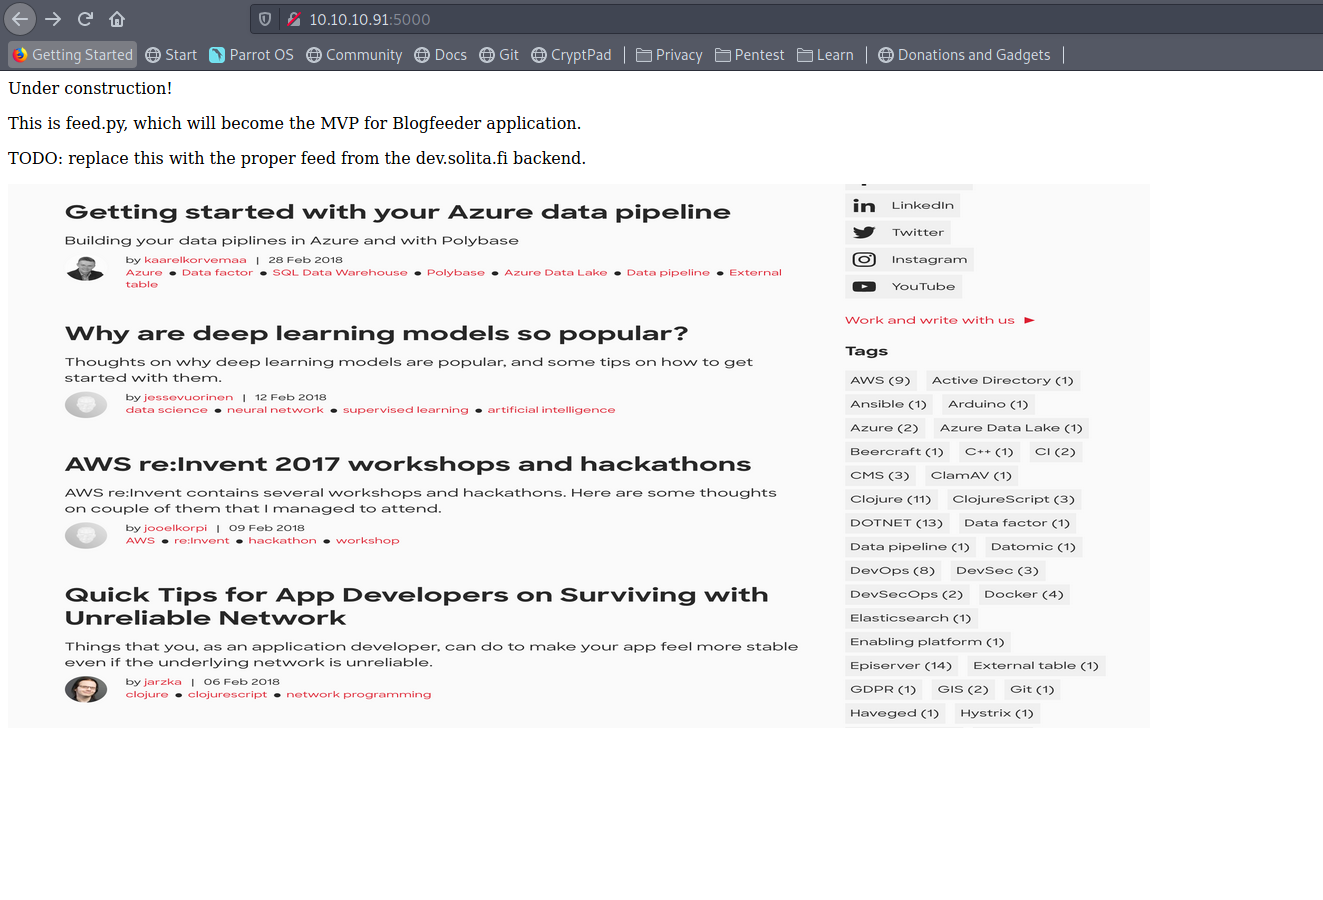 10.10.10.91:5000
Getting Started Start Parrot OS Community Docs Git CryptPad Privacy Pentest Learn Donations and Gadgets
Under construction!
This is feed.py, which will become the MVP for Blogfeeder application.
TODO: replace this with the proper feed from the dev.solita.fi backend.
Getting started with your Azure data pipeline
Building your data piplines in Azure and with Polybase
by kaarelkorvemaa | 28 Feb 2018
Azure ● Data factor ● SQL Data Warehouse ● Polybase ● Azure Data Lake ● Data pipeline ● External
table
Why are deep learning models so popular?
Thoughts on why deep learning models are popular, and some tips on how to get
started with them.
by jessevuorinen | 12 Feb 2018
data science ● neural network ● supervised learning ● artificial intelligence
AWS re:Invent 2017 workshops and hackathons
AWS re:Invent contains several workshops and hackathons. Here are some thoughts
on couple of them that I managed to attend.
by jooelkorpi | 09 Feb 2018
AWS ● re:Invent ● hackathon ● workshop
Quick Tips for App Developers on Surviving with
Unreliable Network
Things that you, as an application developer, can do to make your app feel more stable
even if the underlying network is unreliable.
by jarzka | 06 Feb 2018
clojure ● clojurescript ● network programming
LinkedIn
Twitter
Instagram
YouTube
Work and write with us ►
Tags
AWS (9) Active Directory (1)
Ansible (1) Arduino (1)
Azure (2) Azure Data Lake (1)
Beercraft (1) C++ (1) CI (2)
CMS (3) ClamAV (1)
Clojure (11) ClojureScript (3)
DOTNET (13) Data factor (1)
Data pipeline (1) Datomic (1)
DevOps (8) DevSec (3)
DevSecOps (2) Docker (4)
Elasticsearch (1)
Enabling platform (1)
Episerver (14) External table (1)
GDPR (1) GIS (2) Git (1)
Haveged (1) Hystrix (1)